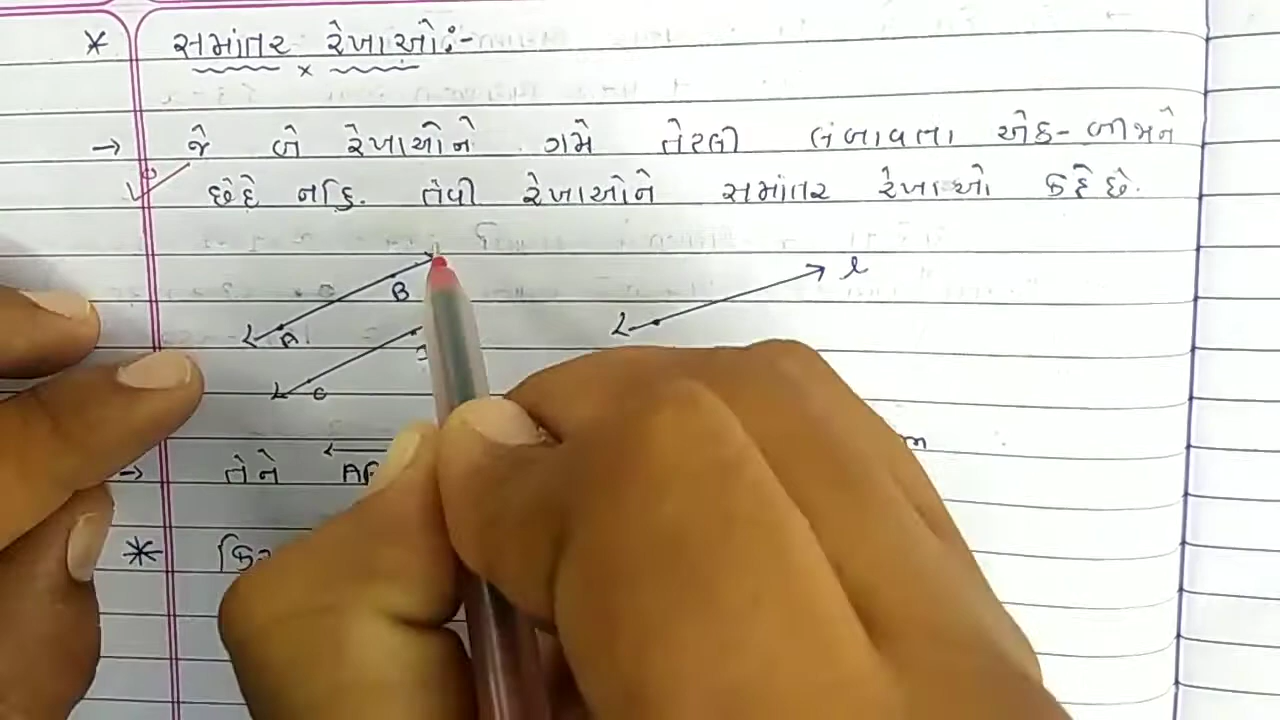 * સમાંતર રેખાઓ :-
→ જે બે રેખાઓને ગમે તેટલી લંબાવતા એક-બીજાને
છેદે નહિ. તેવી રેખાઓને સમાંતર રેખાઓ કહે છે.
l
B
A
C
m
→ તેને
*